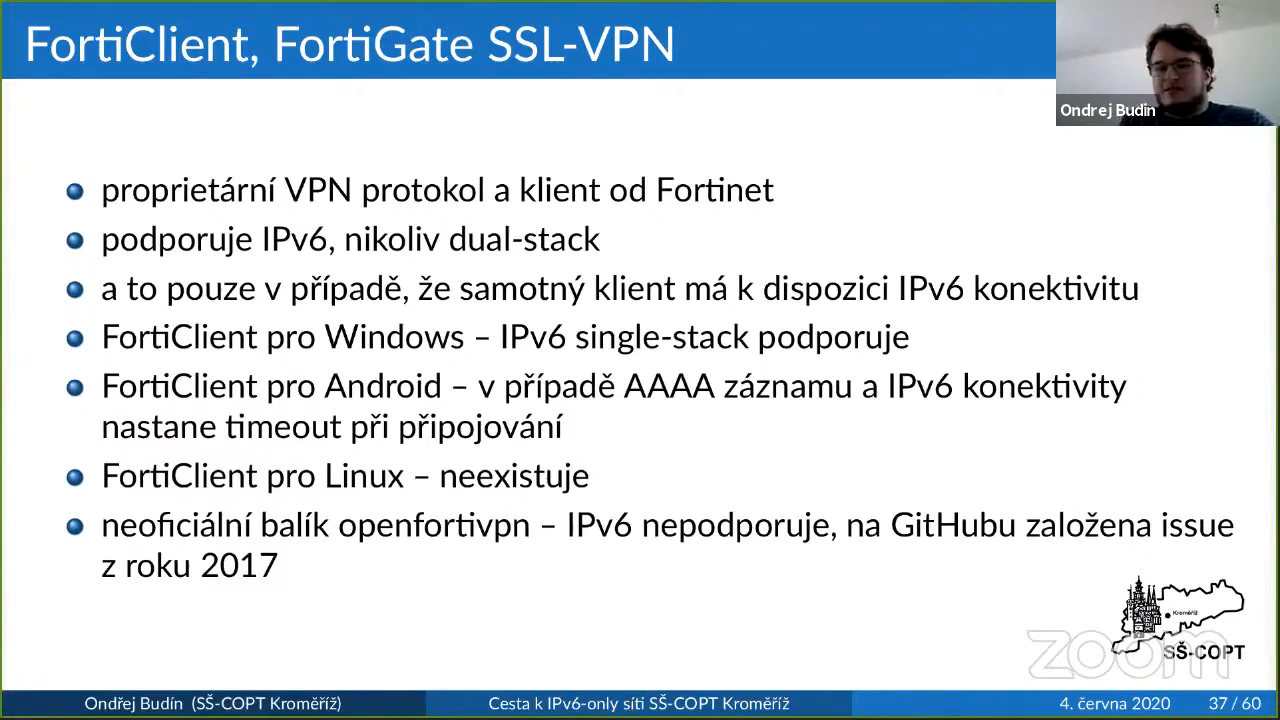 FortiClient, FortiGate SSL-VPN
Ondrej Budin
proprietární VPN protokol a klient od Fortinet
podporuje IPv6, nikoliv dual-stack
a to pouze v případě, že samotný klient má k dispozici IPv6 konektivitu
FortiClient pro Windows – IPv6 single-stack podporuje
FortiClient pro Android – v případě AAAA záznamu a IPv6 konektivity
nastane timeout při připojování
FortiClient pro Linux – neexistuje
neoficiální balík openfortivpn – IPv6 nepodporuje, na GitHubu založena issue
z roku 2017
Kroměříž
zoom
SŠ-COPT
Ondřej Budín (SŠ-COPT Kroměříž) Cesta k IPv6-only síti SŠ-COPT Kroměříž 4. června 2020 37 / 60